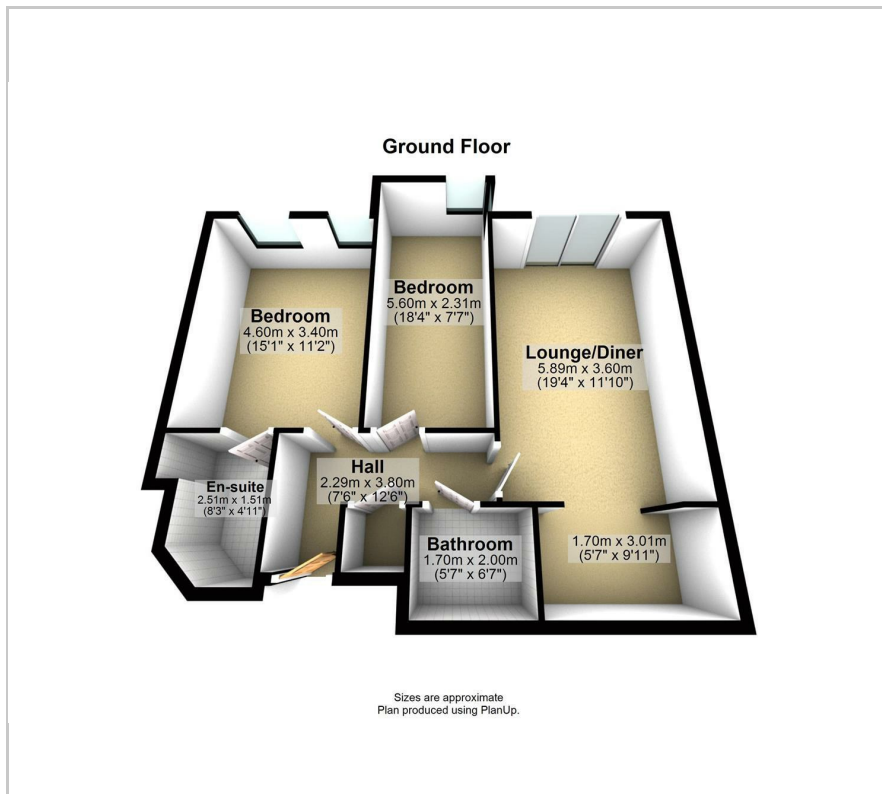 Ground Floor
Bedroom
5.60m x 2.31m
(18'4" x 7'7")
Bedroom
4.60m x 3.40m
(15'1" x 11'2")
Lounge/Diner
5.89m x 3.60m
(19'4" x 11'10")
Hall
2.29m x 3.80m
(7'6" x 12'6")
En-suite
2.51m x 1.51m
(8'3" x 4'11")
Bathroom
1.70m x 2.00m
(5'7" x 6'7")
1.70m x 3.01m
(5'7" x 9'11")
Sizes are approximate
Plan produced using PlanUp.